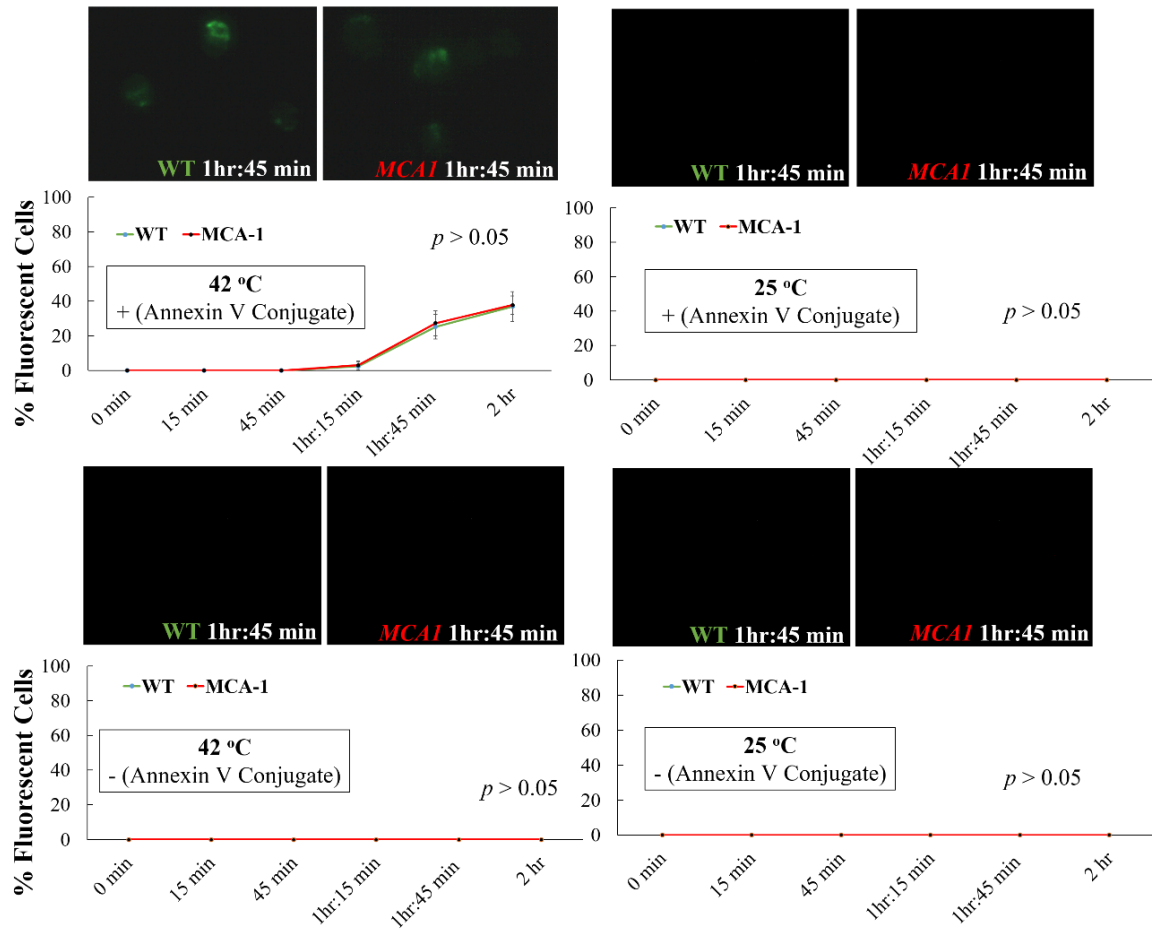 WT 1hr:45 min
MCA1 1hr:45 min
WT 1hr:45 min
MCA1 1hr:45 min
% Fluorescent Cells
100
80
60
40
20
0
WT MCA-1
p > 0.05
42 °C
+ (Annexin V Conjugate)
0 min
15 min
45 min
1hr:15 min
1hr:45 min
2 hr
100
80
60
40
20
0
WT MCA-1
25 °C
+ (Annexin V Conjugate)
p > 0.05
0 min
15 min
45 min
1hr:15 min
1hr:45 min
2 hr
WT 1hr:45 min
MCA1 1hr:45 min
WT 1hr:45 min
MCA1 1hr:45 min
% Fluorescent Cells
100
80
60
40
20
0
WT MCA-1
42 °C
- (Annexin V Conjugate)
p > 0.05
0 min
15 min
45 min
1hr:15 min
1hr:45 min
2 hr
100
80
60
40
20
0
WT MCA-1
25 °C
- (Annexin V Conjugate)
p > 0.05
0 min
15 min
45 min
1hr:15 min
1hr:45 min
2 hr